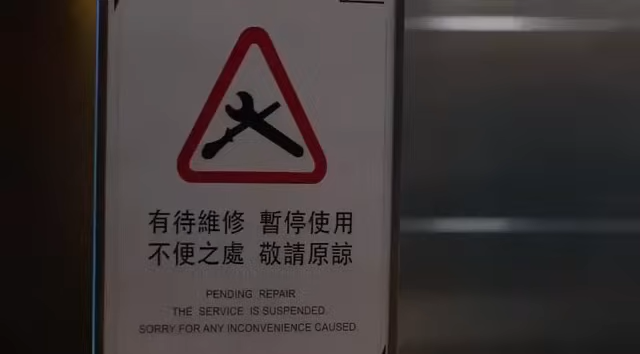 有待維修 暫停使用
不便之處 敬請原諒
PENDING REPAIR
THE SERVICE IS SUSPENDED
SORRY FOR ANY INCONVENIENCE CAUSED